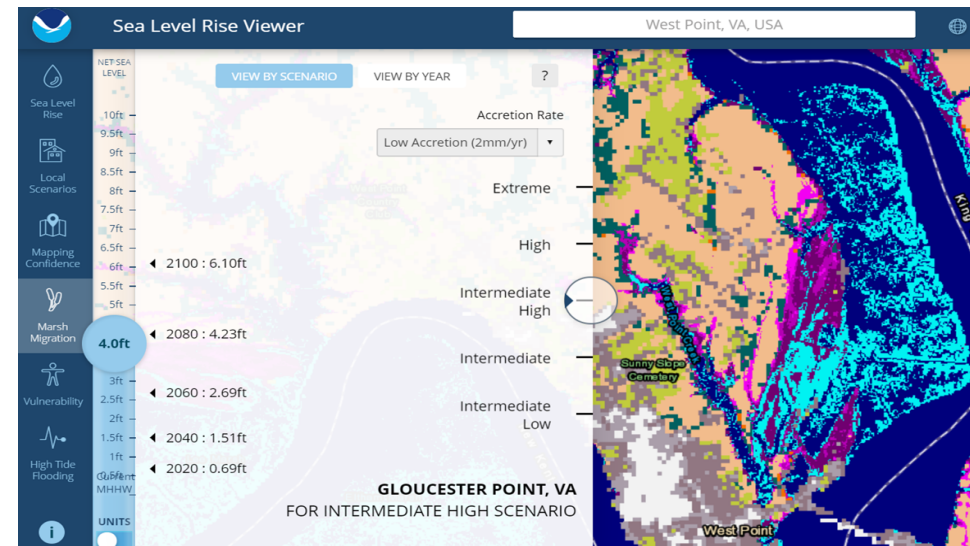 Sea Level Rise Viewer
West Point, VA, USA
Sea Level
Rise
Local
Scenarios
Mapping
Confidence
Marsh
Migration
Vulnerability
High Tide
Flooding
i
NET SEA
LEVEL
10ft
9.5ft
9ft
8.5ft
8ft
7.5ft
7ft
6.5ft
6ft
5.5ft
5ft
4.0ft
3ft
2.5ft
2ft
1.5ft
1ft
0.5ft
Current
MHHW
UNITS
VIEW BY SCENARIO
VIEW BY YEAR
?
Accretion Rate
Low Accretion (2mm/yr)
Extreme
High
Intermediate
High
Intermediate
Intermediate
Low
2100 : 6.10ft
2080 : 4.23ft
2060 : 2.69ft
2040 : 1.51ft
2020 : 0.69ft
GLOUCESTER POINT, VA
FOR INTERMEDIATE HIGH SCENARIO
King
Sunny Slope
Cemetery
West Point